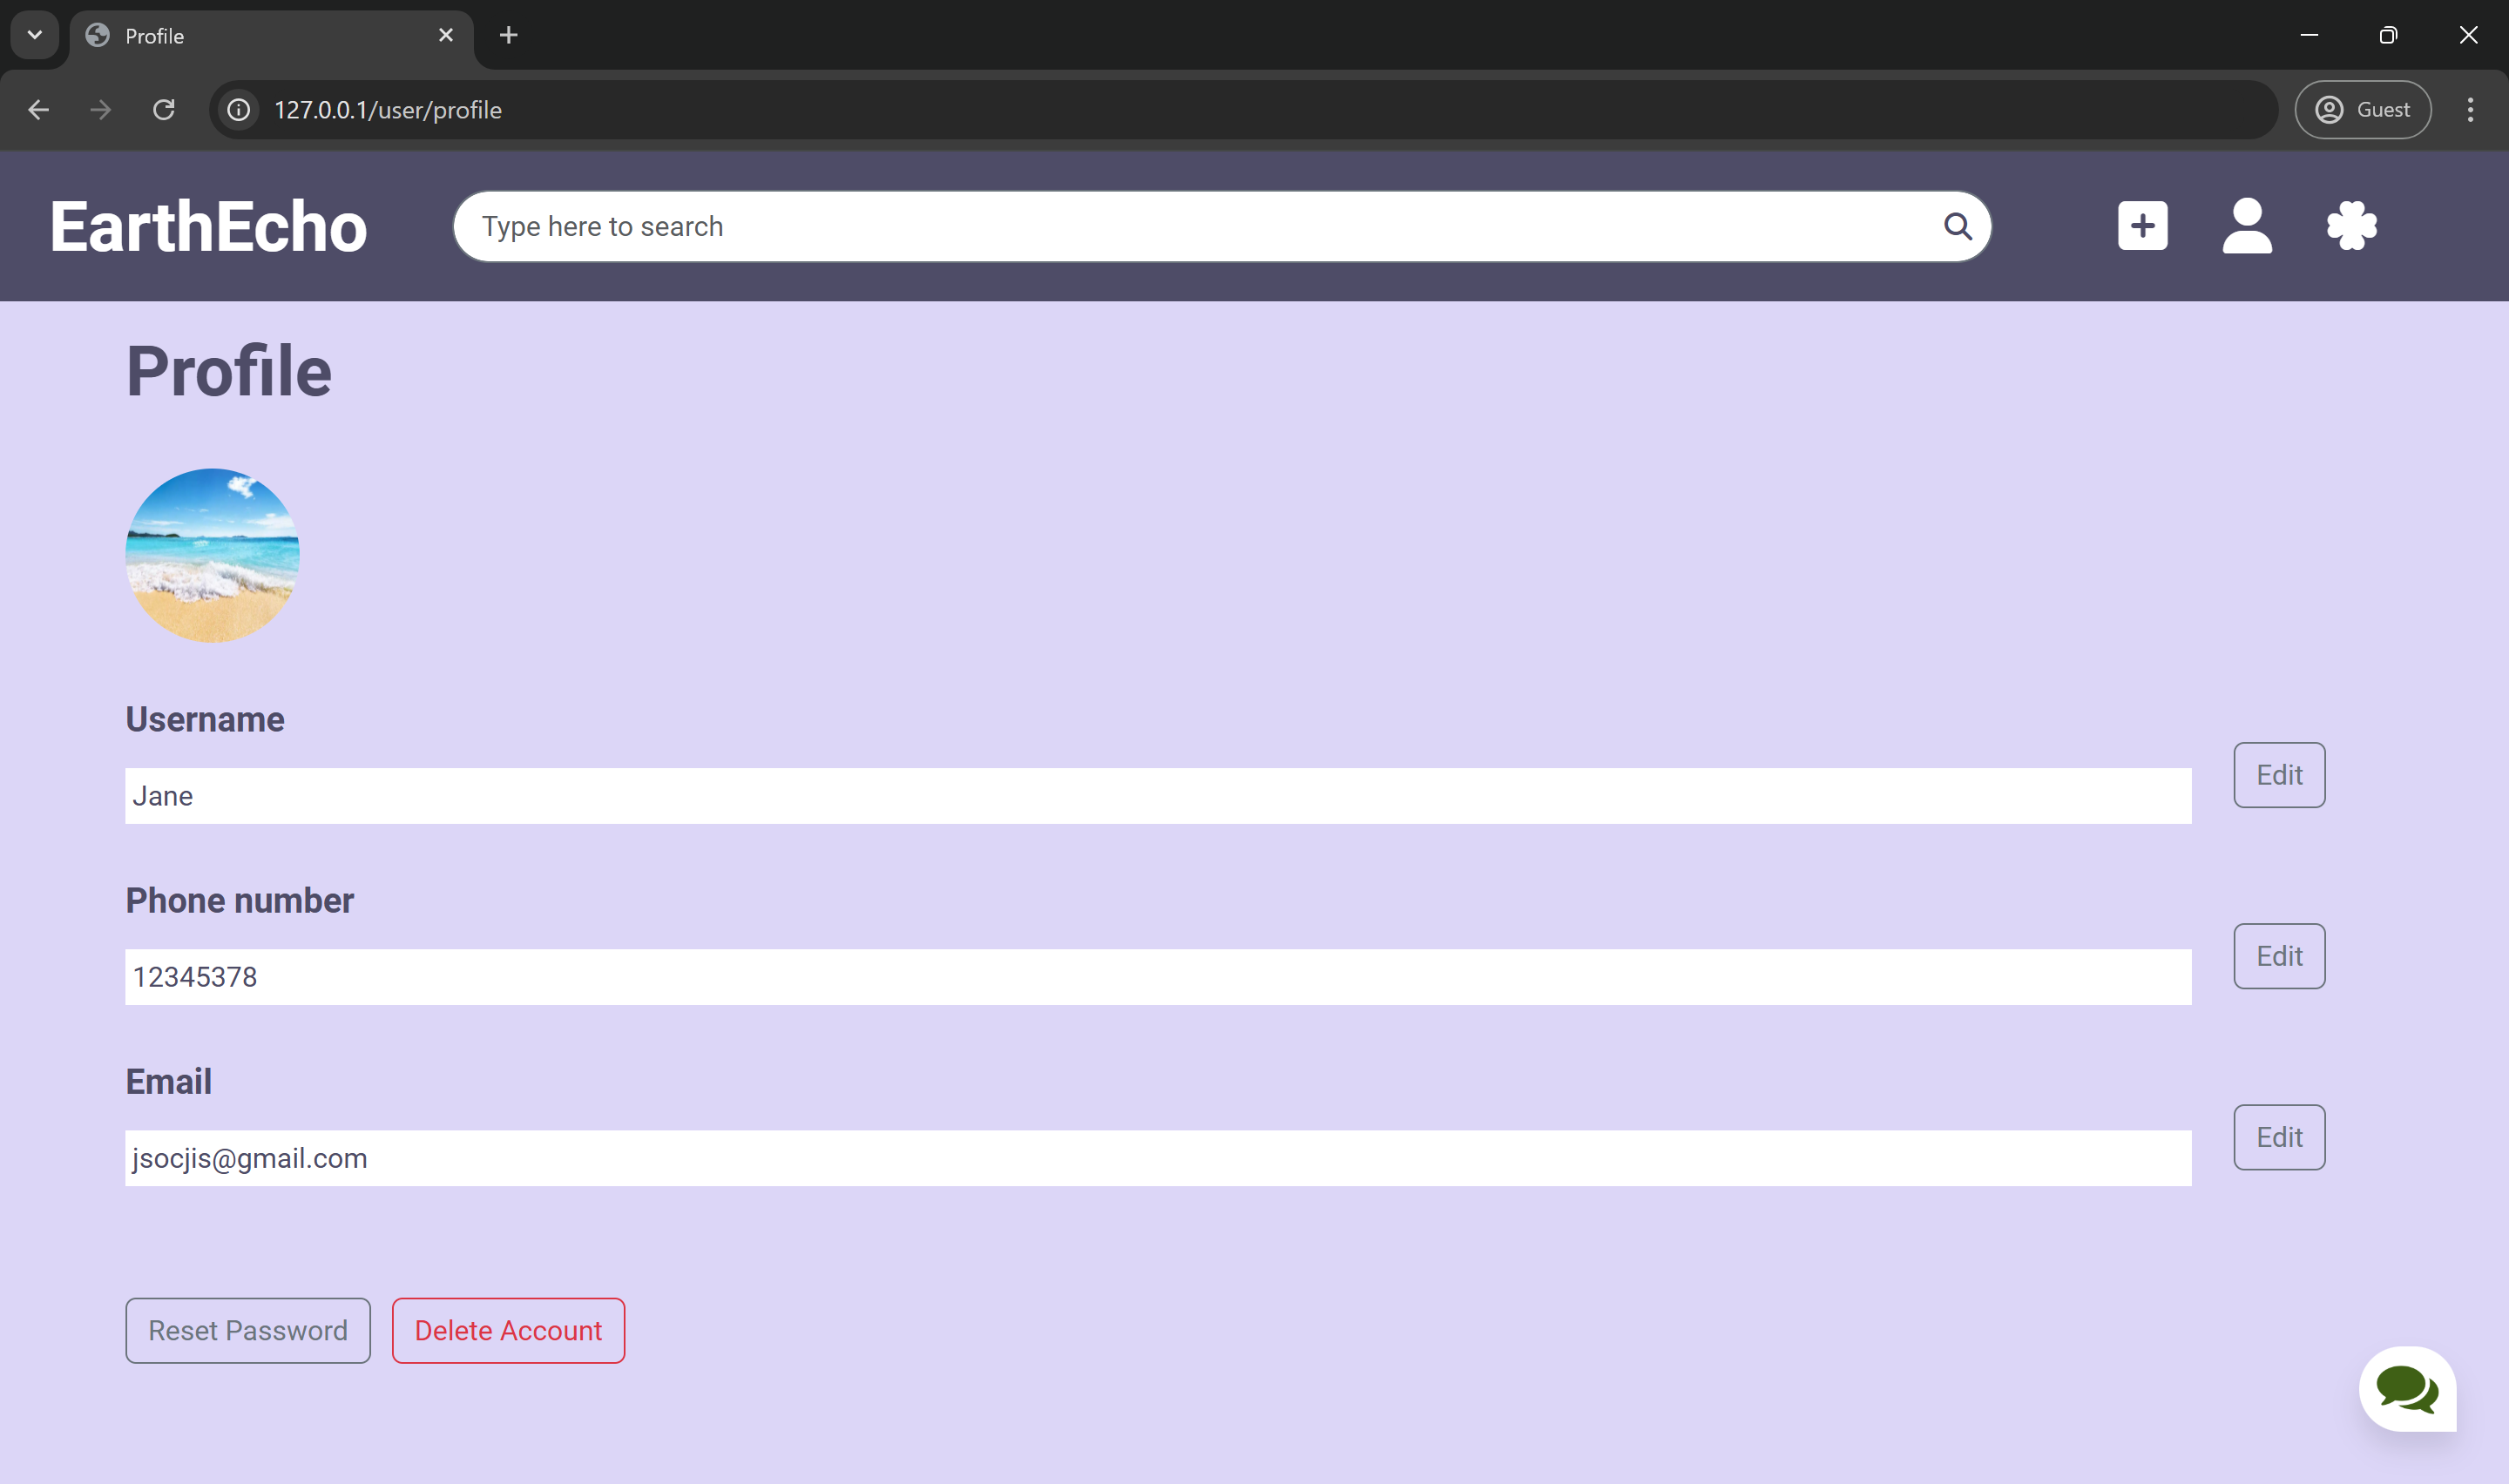 Profile
127.0.0.1/user/profile
Guest
EarthEcho
Type here to search
Profile
Username
Jane
Edit
Phone number
12345378
Edit
Email
jsocjis@gmail.com
Edit
Reset Password
Delete Account